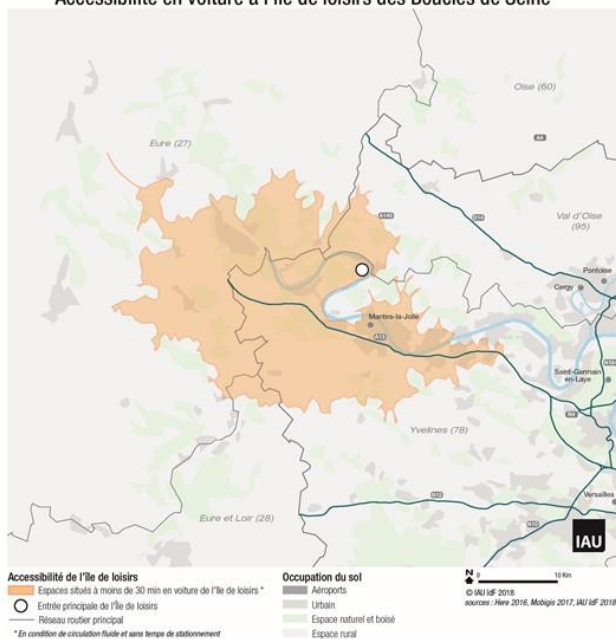 Accessibilité en voiture à l'île de loisirs des Boucles de Seine
Oise (60)
A4
Eure (27)
Val d'Oise
(95)
Pontoise
Cergy
Mantes-la-Jolie
A13
Saint-Germain
en-Laye
Yvelines (78)
Versailles
N12
N10
Eure et Loir (28)
IAU
Accessibilité de l'île de loisirs
Espaces situés à moins de 30 min en voiture de l'île de loisirs *
Entrée principale de l'île de loisirs
Réseau routier principal
* En condition de circulation fluide et sans temps de stationnement
Occupation du sol
Aéroports
Urbain
Espace naturel et boisé
Espace rural
N
0 10 Km
© IAU îdF 2018
sources : Here 2016, Mobigis 2017, IAU îdF 2018